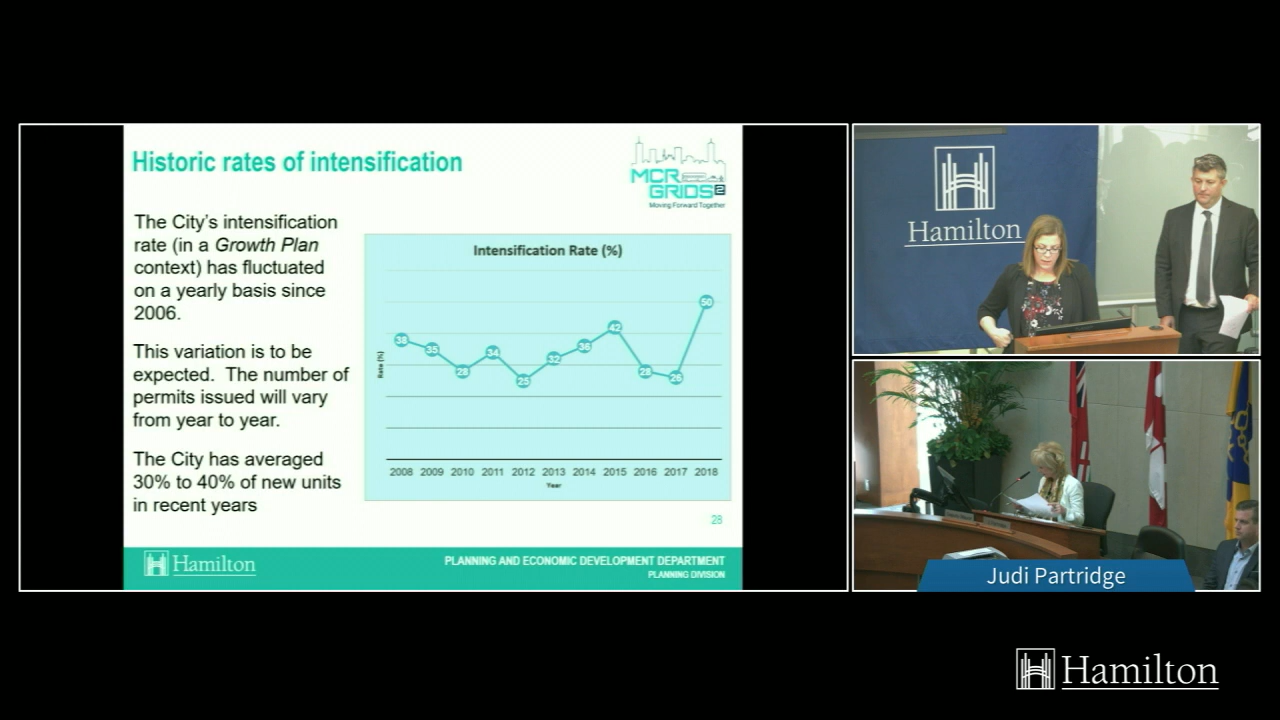 Historic rates of intensification
MCR
GRIDS2
Moving Forward Together
The City's intensification
rate (in a Growth Plan
context) has fluctuated
on a yearly basis since
2006.
This variation is to be
expected. The number of
permits issued will vary
from year to year.
The City has averaged
30% to 40% of new units
in recent years
Intensification Rate (%)
Rate (%)
38 35 28 34 25 32 36 42 28 26 50
2008 2009 2010 2011 2012 2013 2014 2015 2016 2017 2018
Year
28
Hamilton
PLANNING AND ECONOMIC DEVELOPMENT DEPARTMENT
PLANNING DIVISION
Hamilton
Judi Partridge
Hamilton